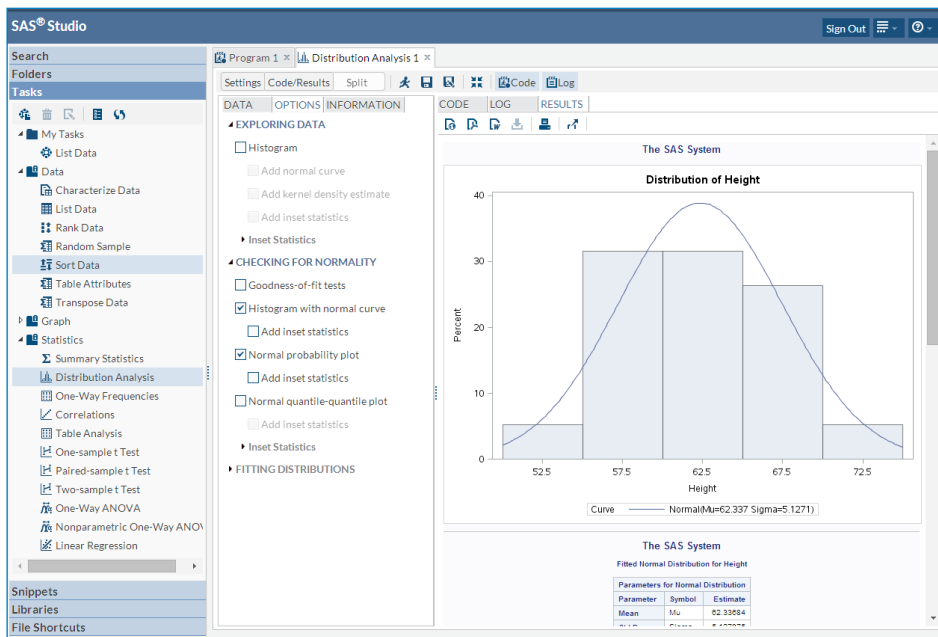 SAS® Studio
Sign Out
Search
Folders
Tasks
My Tasks
List Data
Data
Characterize Data
List Data
Rank Data
Random Sample
Sort Data
Table Attributes
Transpose Data
Graph
Statistics
Summary Statistics
Distribution Analysis
One-Way Frequencies
Correlations
Table Analysis
One-sample t Test
Paired-sample t Test
Two-sample t Test
One-Way ANOVA
Nonparametric One-Way ANOV
Linear Regression
Snippets
Libraries
File Shortcuts
Program 1 ×
Distribution Analysis 1 ×
Settings Code/Results Split Code Log
DATA OPTIONS INFORMATION
EXPLORING DATA
Histogram
Add normal curve
Add kernel density estimate
Add inset statistics
Inset Statistics
CHECKING FOR NORMALITY
Goodness-of-fit tests
Histogram with normal curve
Add inset statistics
Normal probability plot
Add inset statistics
Normal quantile-quantile plot
Add inset statistics
Inset Statistics
FITTING DISTRIBUTIONS
CODE LOG RESULTS
The SAS System
Distribution of Height
40
30
20
10
0
Percent
52.5 57.5 62.5 67.5 72.5
Height
Curve Normal(Mu=62.337 Sigma=5.1271)
The SAS System
Fitted Normal Distribution for Height
Parameters for Normal Distribution
Parameter Symbol Estimate
Mean Mu 62.33684